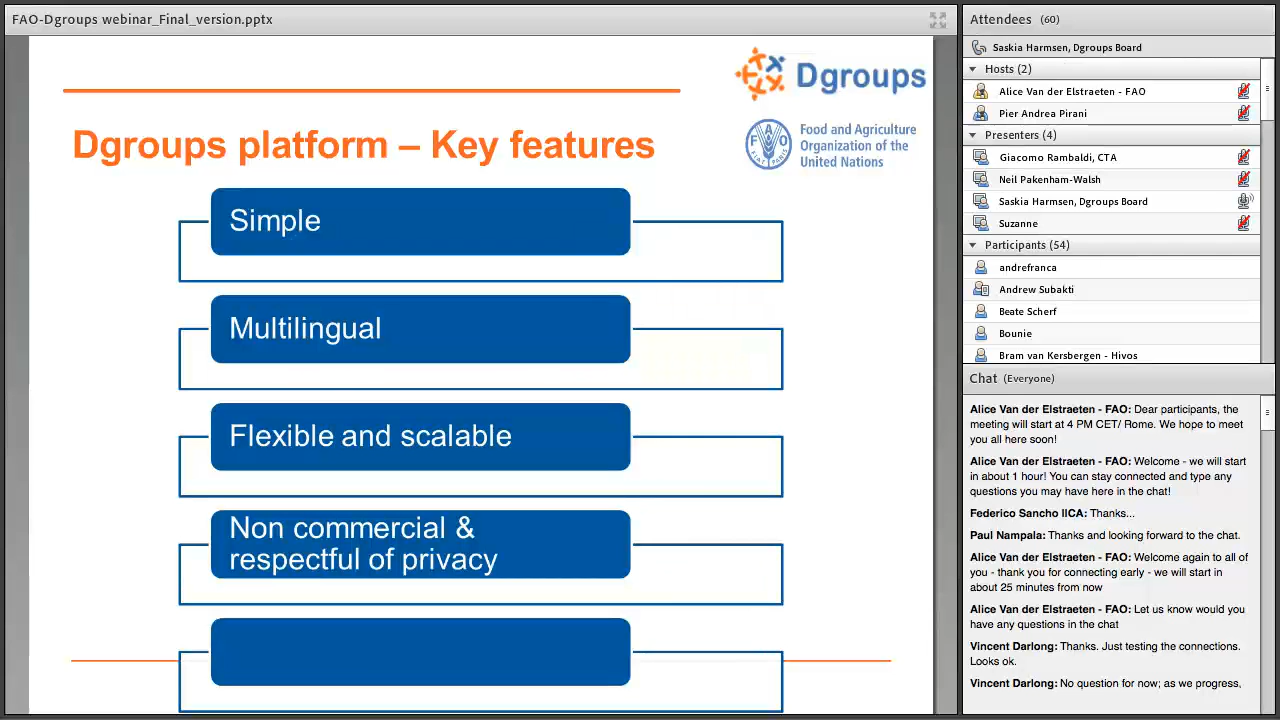 FAO-Dgroups webinar_Final_version.pptx
Dgroups
Food and Agriculture
Organization of the
United Nations
F A O
FIAT PANIS
Dgroups platform – Key features
Simple
Multilingual
Flexible and scalable
Non commercial &
respectful of privacy
Attendees (60)
Saskia Harmsen, Dgroups Board
Hosts (2)
Alice Van der Elstraeten - FAO
Pier Andrea Pirani
Presenters (4)
Giacomo Rambaldi, CTA
Neil Pakenham-Walsh
Saskia Harmsen, Dgroups Board
Suzanne
Participants (54)
andrefranca
Andrew Subakti
Beate Scherf
Bounie
Bram van Kersbergen - Hivos
Chat (Everyone)
Alice Van der Elstraeten - FAO: Dear participants, the
meeting will start at 4 PM CET/ Rome. We hope to meet
you all here soon!
Alice Van der Elstraeten - FAO: Welcome - we will start
in about 1 hour! You can stay connected and type any
questions you may have here in the chat!
Federico Sancho IICA: Thanks...
Paul Nampala: Thanks and looking forward to the chat.
Alice Van der Elstraeten - FAO: Welcome again to all of
you - thank you for connecting early - we will start in
about 25 minutes from now
Alice Van der Elstraeten - FAO: Let us know would you
have any questions in the chat
Vincent Darlong: Thanks. Just testing the connections.
Looks ok.
Vincent Darlong: No question for now; as we progress,